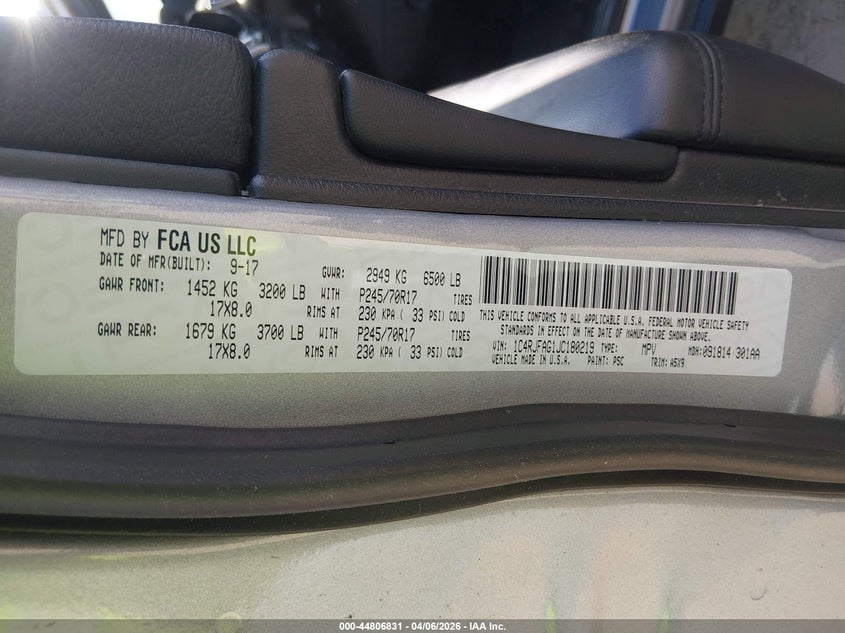 MFD BY FCA US LLC
DATE OF MFR(BUILT): 9-17 GVWR: 2949 KG 6500 LB
GAWR FRONT: 1452 KG 3200 LB WITH P245/70R17 TIRES
17X8.0 RIMS AT 230 KPA ( 33 PSI) COLD
GAWR REAR: 1679 KG 3700 LB WITH P245/70R17 TIRES
17X8.0 RIMS AT 230 KPA ( 33 PSI) COLD
THIS VEHICLE CONFORMS TO ALL APPLICABLE U.S.A. FEDERAL MOTOR VEHICLE SAFETY
STANDARDS IN EFFECT ON THE DATE OF MANUFACTURE SHOWN ABOVE.
VIN: 1C4RJFAG1JC180219 TYPE: MPV MDH:091814 301AA
VEHICLE MADE IN U.S.A. PAINT: PSC TRIM: A5X9
000-44806831 - 04/06/2026 - IAA Inc.